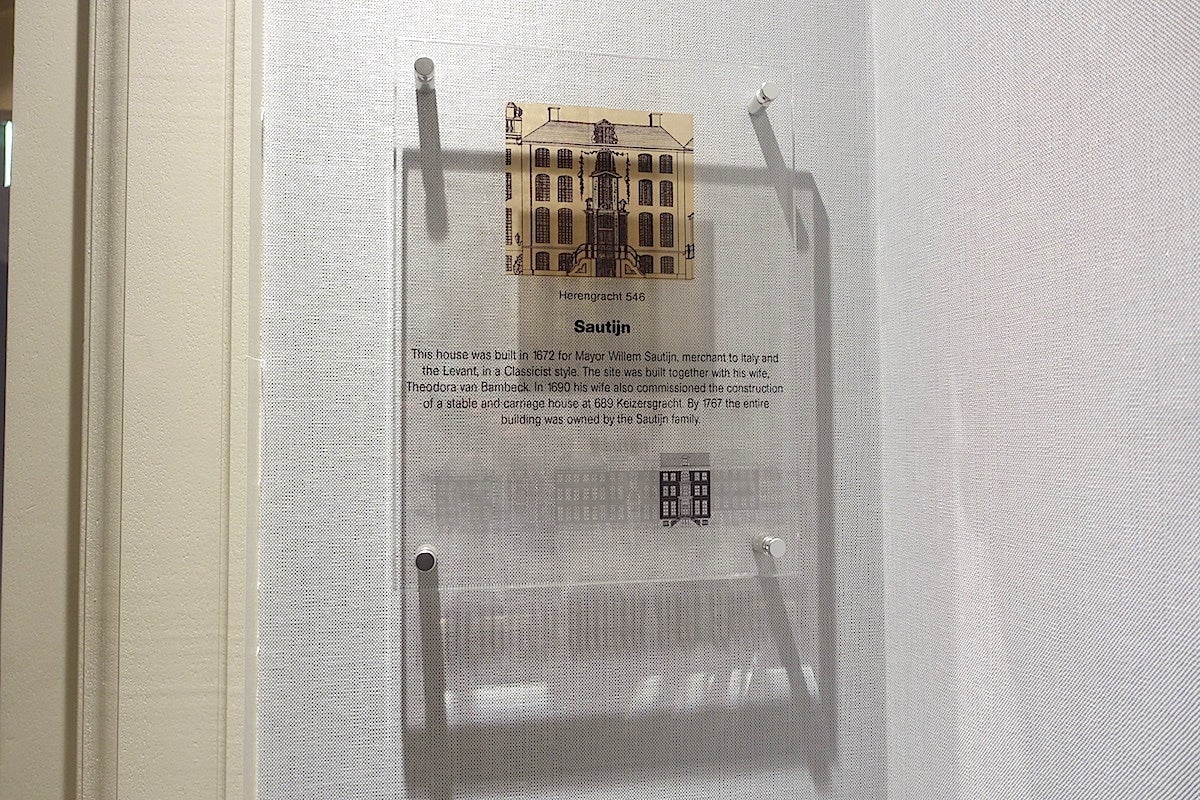 Herengracht 546
Sautijn
This house was built in 1672 for Mayor Willem Sautijn, merchant to Italy and
the Levant, in a Classicist style. The site was built together with his wife,
Theodora van Bambeck. In 1690 his wife also commissioned the construction
of a stable and carriage house at 689 Keizersgracht. By 1767 the entire
building was owned by the Sautijn family.